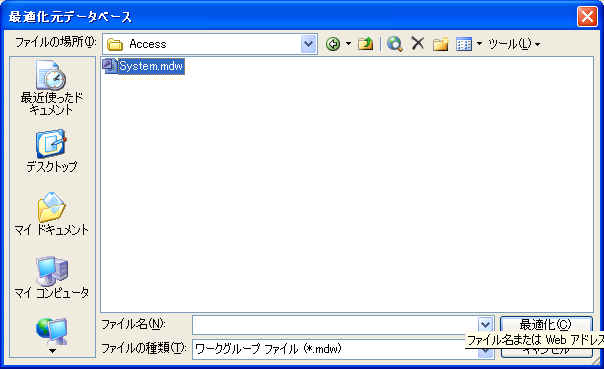 最適化元データベース
ファイルの場所(I):
Access
ツール(L)
System.mdw
最近使ったド
キュメント
デスクトップ
マイ ドキュメント
マイ コンピュータ
ファイル名(N):
最適化(C)
ファイル名または Web アドレス
ファイルの種類(T):
ワークグループ ファイル (*.mdw)
キャンセル